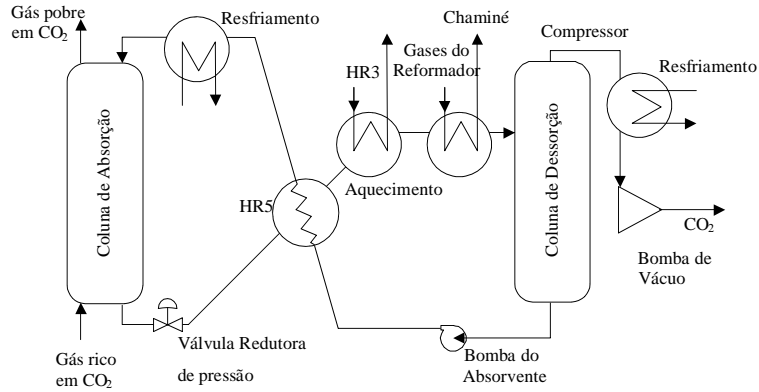 Gás pobre
em CO2
Resfriamento
Chaminé
Gases do
Reformador
HR3
Compressor
Resfriamento
Coluna de Absorção
Aquecimento
HR5
Coluna de Dessorção
CO2
Bomba de
Vácuo
Gás rico
em CO2
Válvula Redutora
de pressão
Bomba do
Absorvente